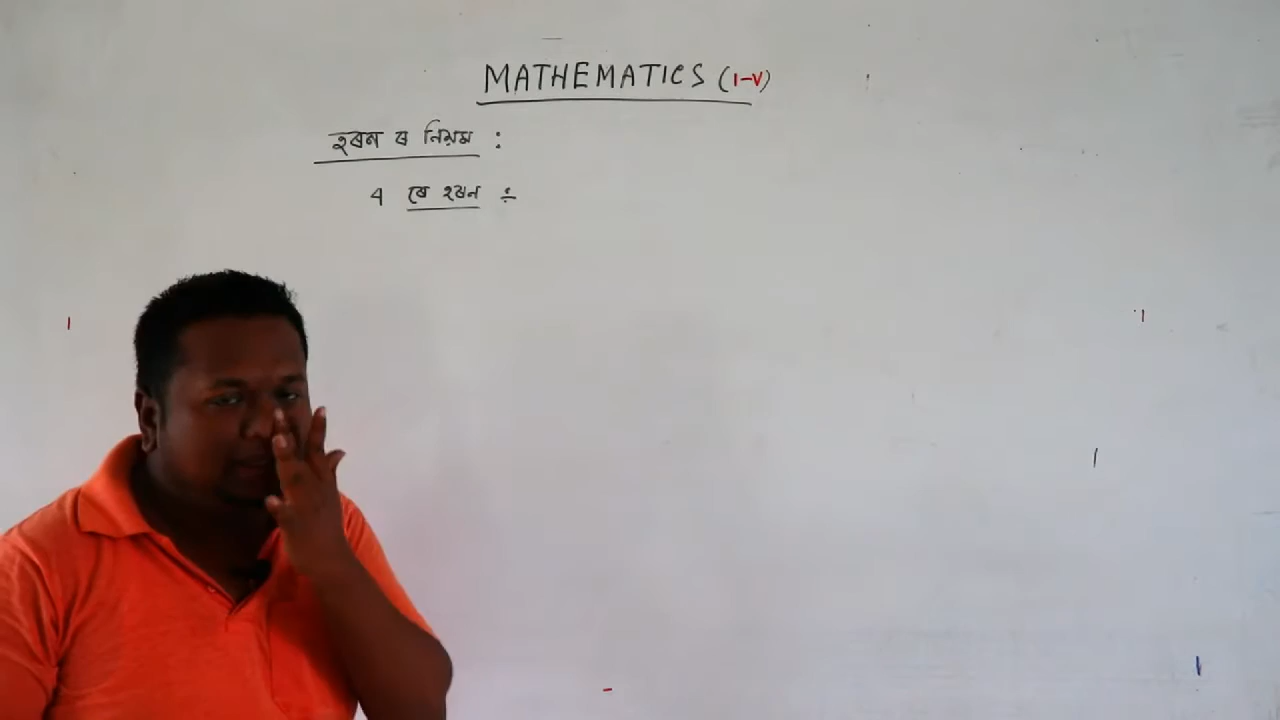 MATHEMATICS (I-V)
হৰন ৰ নিয়ম :
4 ৰে হৰন ÷